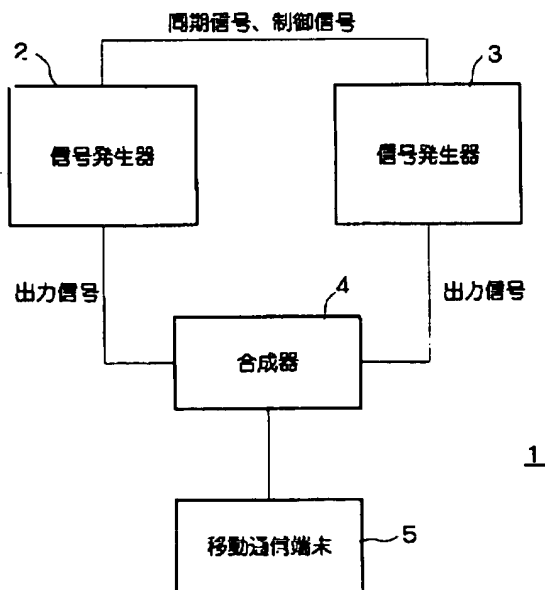 同期信号、制御信号
2
3
信号発生器
信号発生器
出力信号
出力信号
4
合成器
1
移動通信端末
5